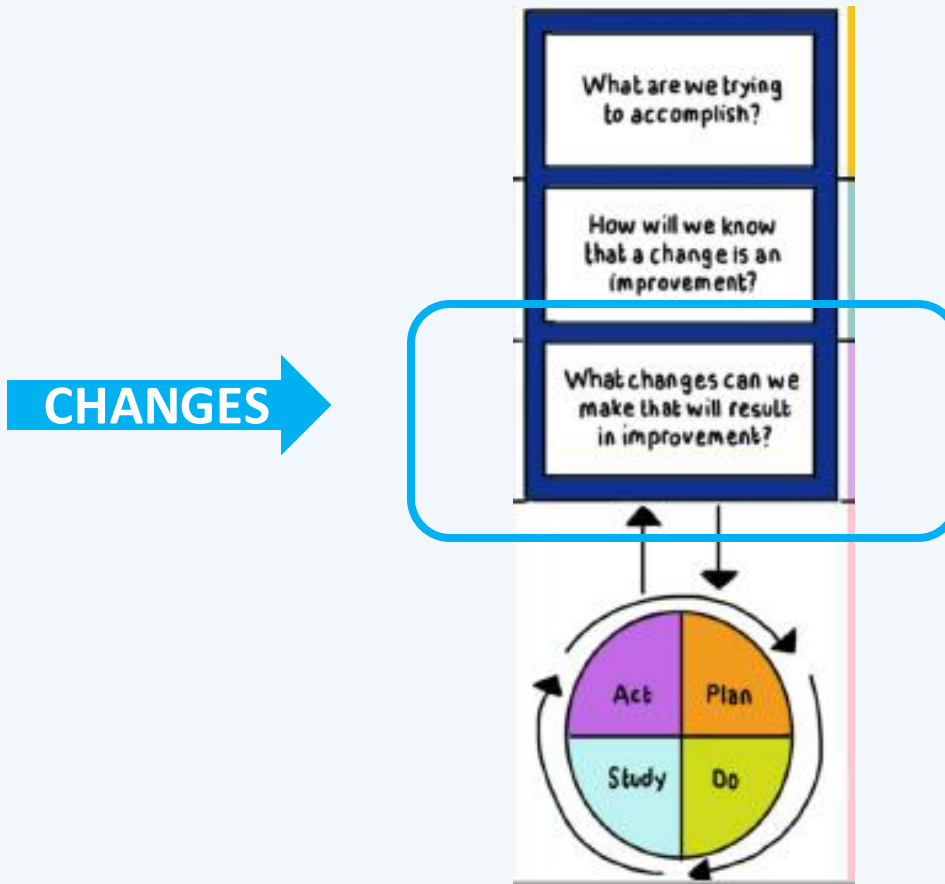 What are we trying
to accomplish?
How will we know
that a change is an
improvement?
CHANGES
What changes can we
make that will result
in improvement?
Act
Plan
Study
Do